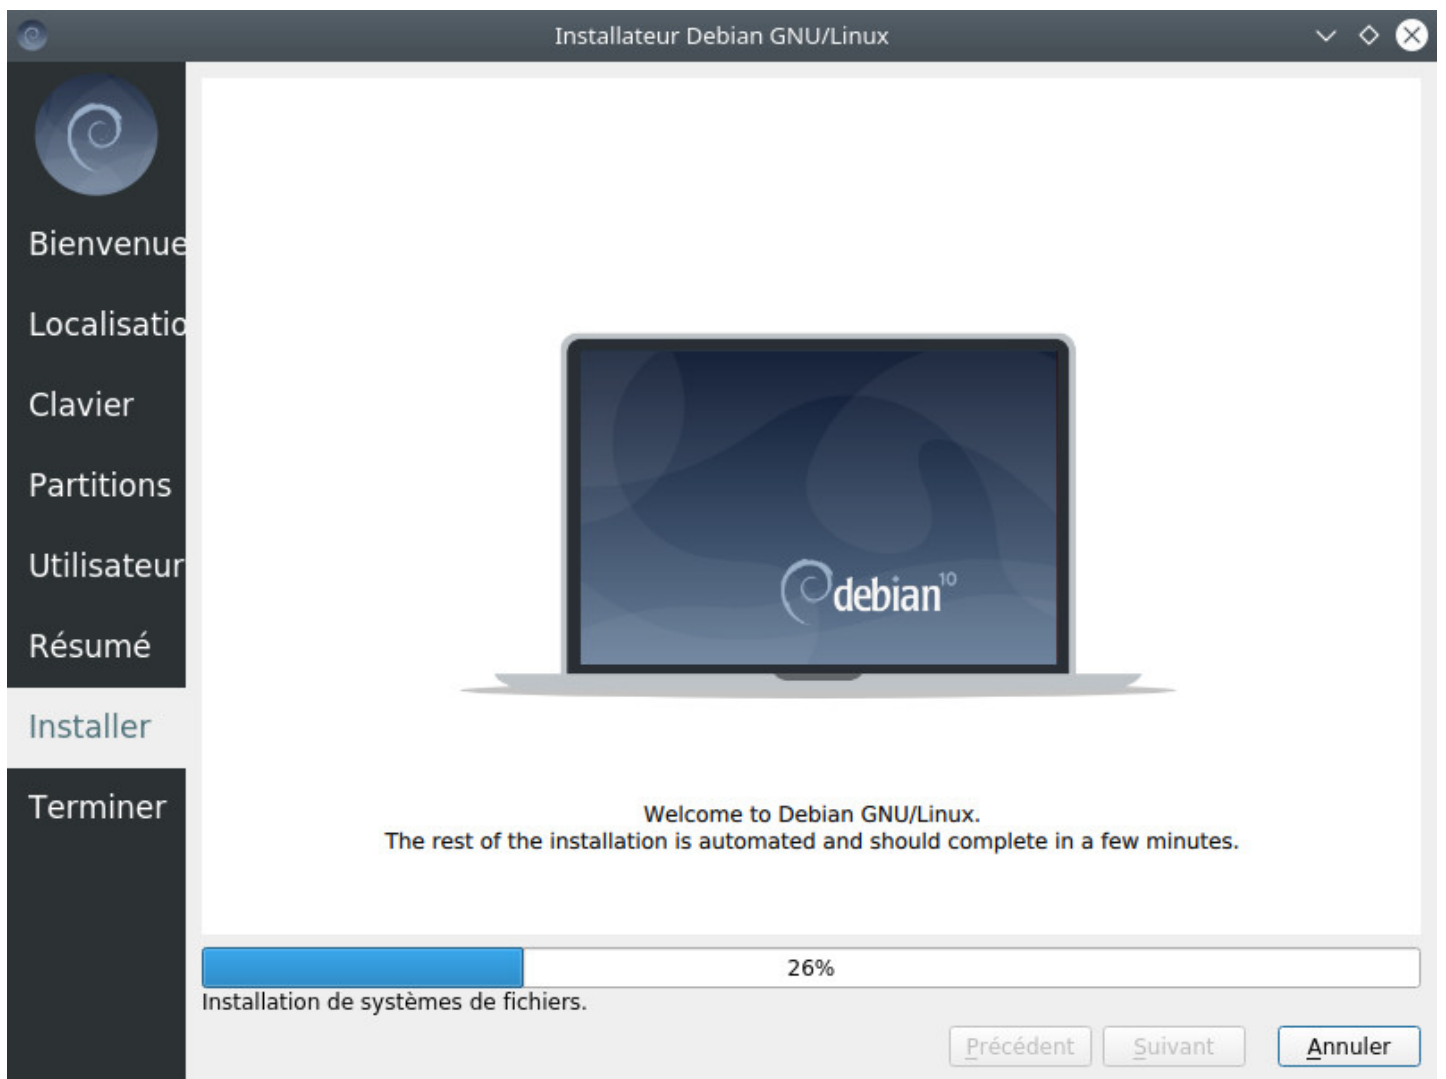 Installateur Debian GNU/Linux
Bienvenue
Localisatio
Clavier
Partitions
Utilisateur
Résumé
Installer
Terminer
debian 10
Welcome to Debian GNU/Linux.
The rest of the installation is automated and should complete in a few minutes.
26%
Installation de systèmes de fichiers.
Précédent
Suivant
Annuler